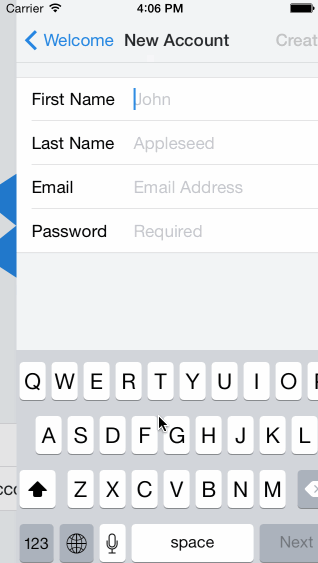 Carrier 4:06 PM
Welcome New Account Creat
First Name John
Last Name Appleseed
Email Email Address
Password Required
Q W E R T Y U I O P
A S D F G H J K L
cco Z X C V B N M
123 space Next